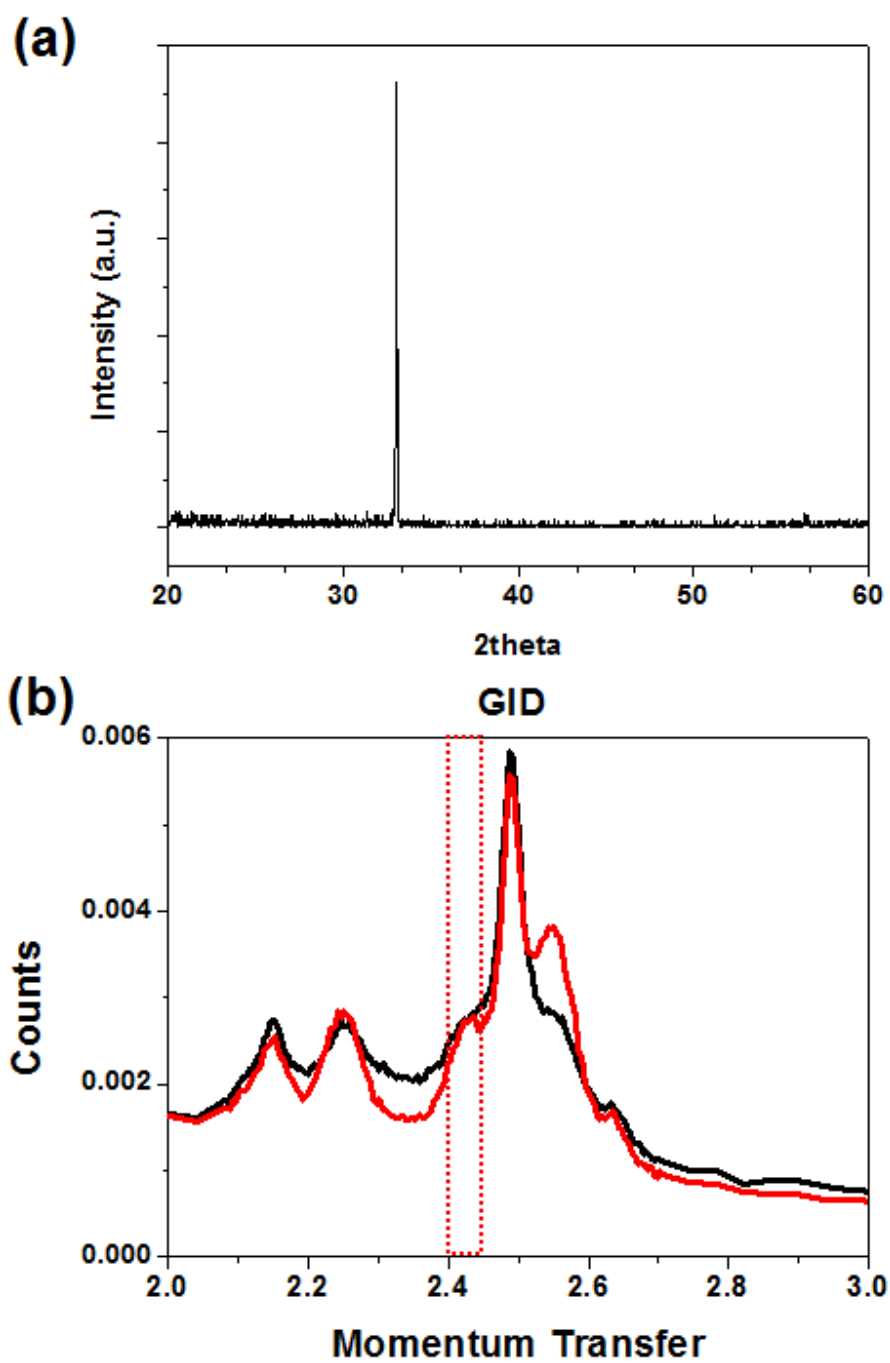 (a)
Intensity (a.u.)
20 30 40 50 60
2theta
(b)
GID
0.006
0.004
0.002
0.000
Counts
2.0 2.2 2.4 2.6 2.8 3.0
Momentum Transfer